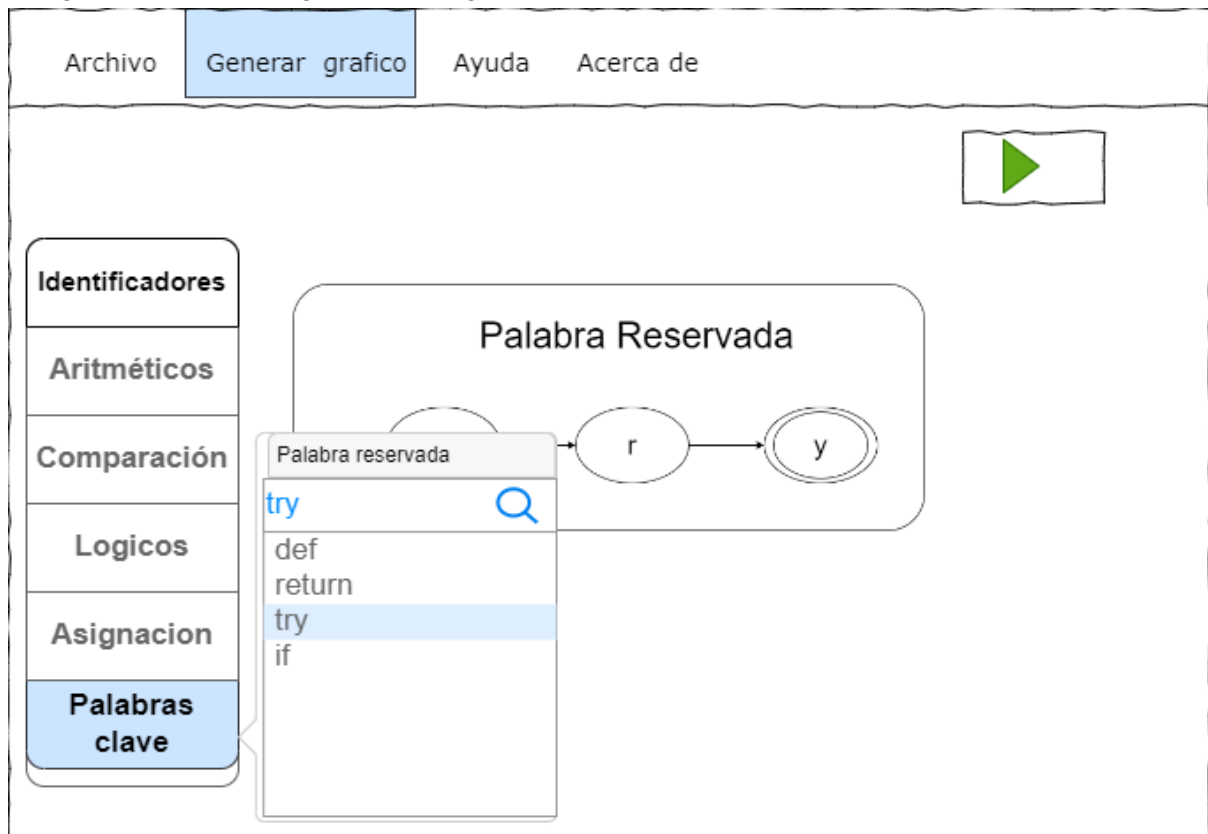 Archivo Generar grafico Ayuda Acerca de
Identificadores
Aritméticos
Comparación
Logicos
Asignacion
Palabras
clave
Palabra Reservada
r y
Palabra reservada
try
def
return
try
if